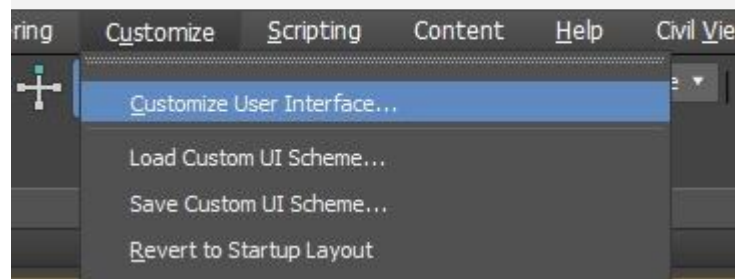 ring Customize Scripting Content Help Civil Vie
e
Customize User Interface...
Load Custom UI Scheme...
Save Custom UI Scheme...
Revert to Startup Layout